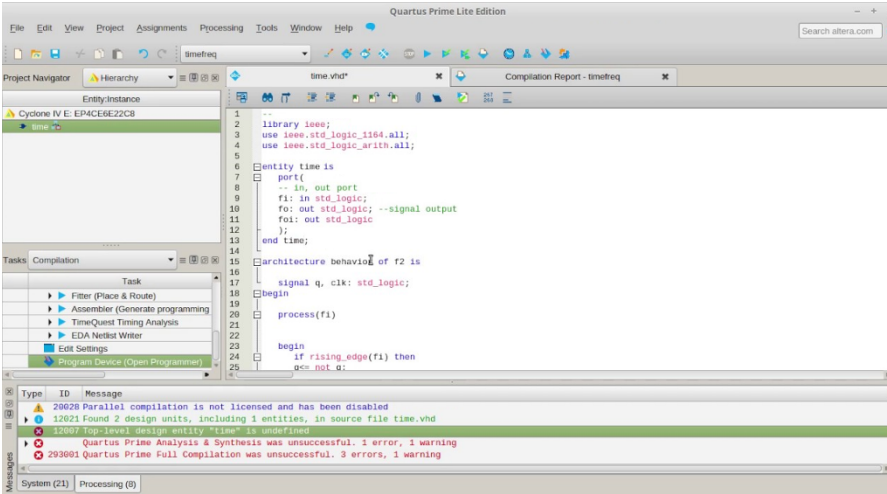 Quartus Prime Lite Edition
File Edit View Project Assignments Processing Tools Window Help
Search altera.com
timefreq
Project Navigator Hierarchy
time.vhd*
Compilation Report - timefreq
Entity:Instance
Cyclone IV E: EP4CE6E22C8
time
1 --
2 library ieee;
3 use ieee.std_logic_1164.all;
4 use ieee.std_logic_arith.all;
5
6 entity time is
7 port(
8 -- in, out port
9 fi: in std_logic;
10 fo: out std_logic; --signal output
11 foi: out std_logic
12 );
13 end time;
14
15 architecture behavior of f2 is
16
17 signal q, clk: std_logic;
18 begin
19
20 process(fi)
21
22
23 begin
24 if rising_edge(fi) then
25 q<= not q;
Tasks Compilation
Task
Fitter (Place & Route)
Assembler (Generate programming
TimeQuest Timing Analysis
EDA Netlist Writer
Edit Settings
Program Device (Open Programmer)
Type ID Message
20028 Parallel compilation is not licensed and has been disabled
12021 Found 2 design units, including 1 entities, in source file time.vhd
12007 Top-level design entity "time" is undefined
Quartus Prime Analysis & Synthesis was unsuccessful. 1 error, 1 warning
293001 Quartus Prime Full Compilation was unsuccessful. 3 errors, 1 warning
Messages
System (21) Processing (8)